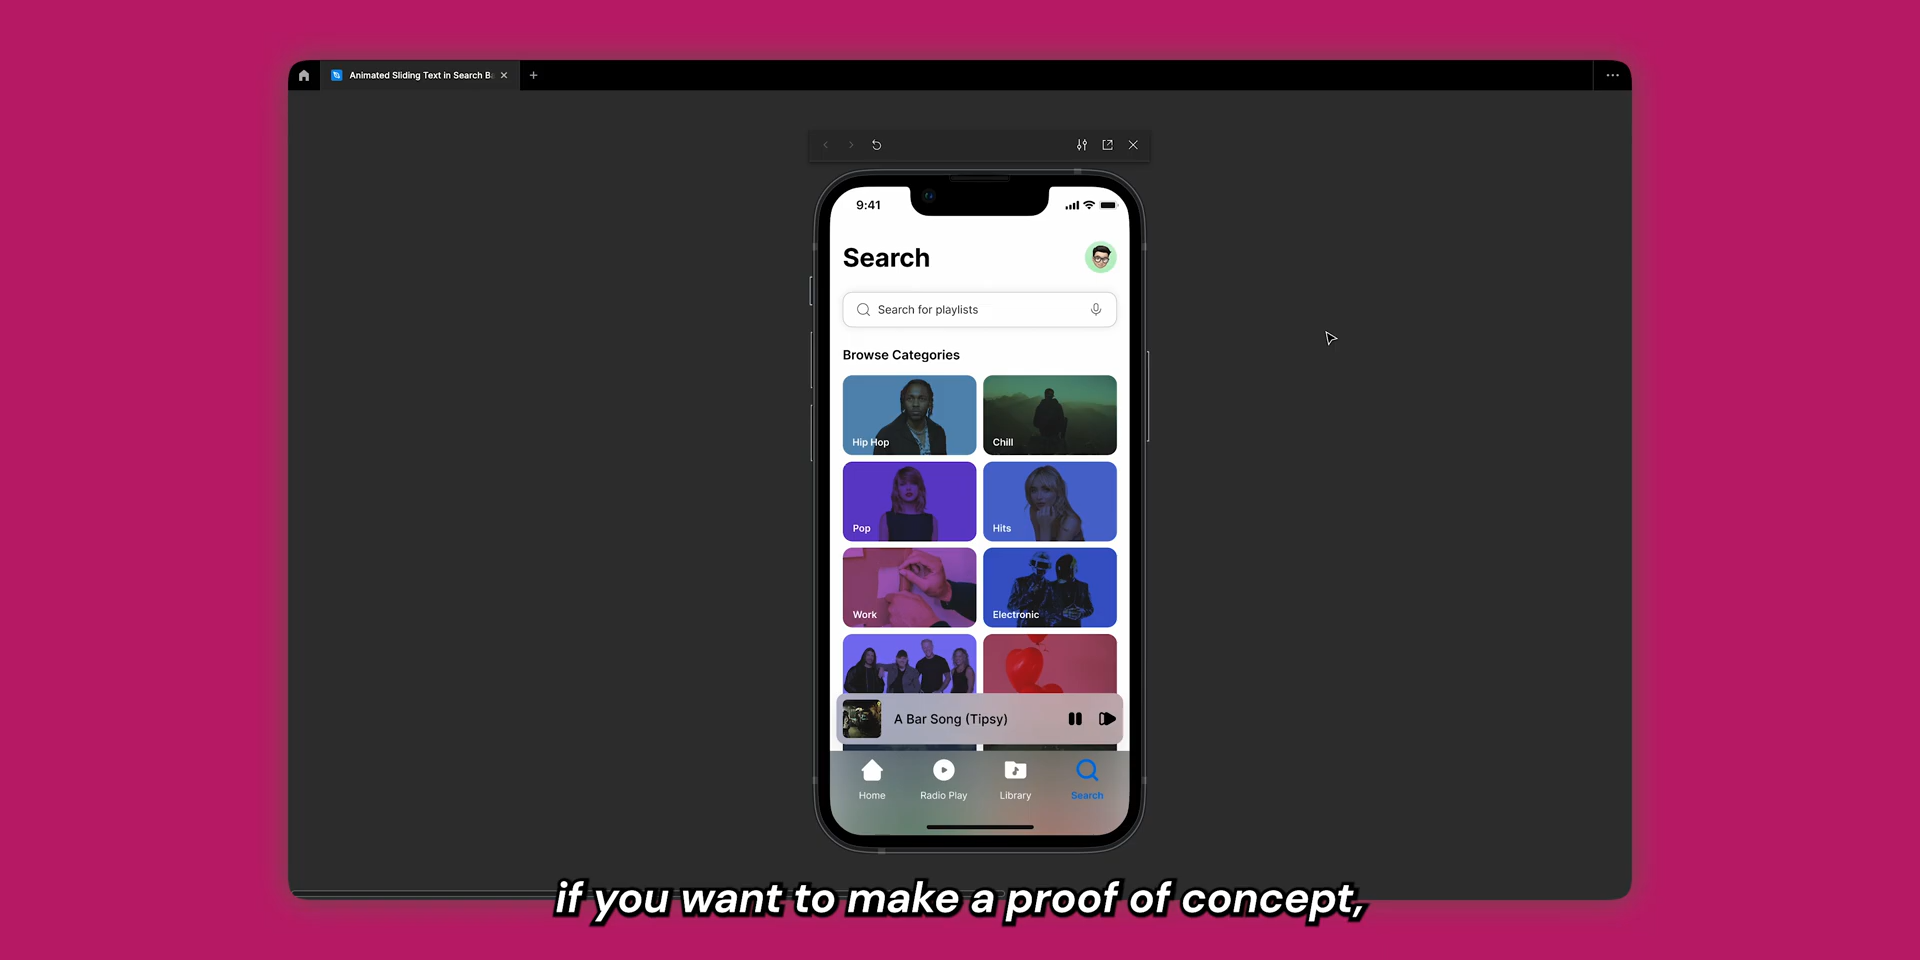 Animated Sliding Text in Search Ba
9:41
Search
Search for playlists
Browse Categories
Hip Hop
Chill
Pop
Hits
Work
Electronic
A Bar Song (Tipsy)
Home
Radio Play
Library
Search
if you want to make a proof of concept,